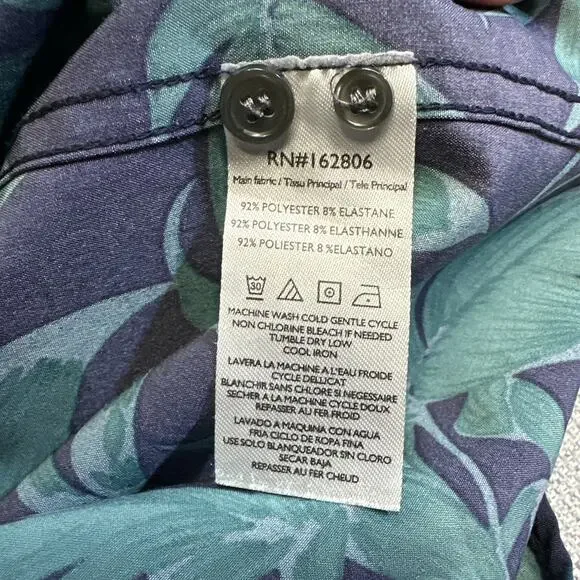 RN#162806
Main fabric / Tissu Principal / Tele Principal
92% POLYESTER 8% ELASTANE
92% POLYESTER 8% ELASTHANNE
92% POLIESTER 8 %ELASTANO
30
MACHINE WASH COLD GENTLE CYCLE
NON CHLORINE BLEACH IF NEEDED
TUMBLE DRY LOW
COOL IRON
LAVERA LA MACHINE A L'EAU FROIDE
CYCLE DELLICAT
BLANCHIR SANS CHLORE SI NEGESSAIRE
SECHER A LA MACHINE CYCLE DOUX
REPASSER AU FER FROID
LAVADO A MAQUINA CON AGUA
FRIA CICLO DE ROPA FINA
USE SOLO BLANQUEADOR SIN CLORO
SECAR BAJA
REPASSER AU FER CHEUD